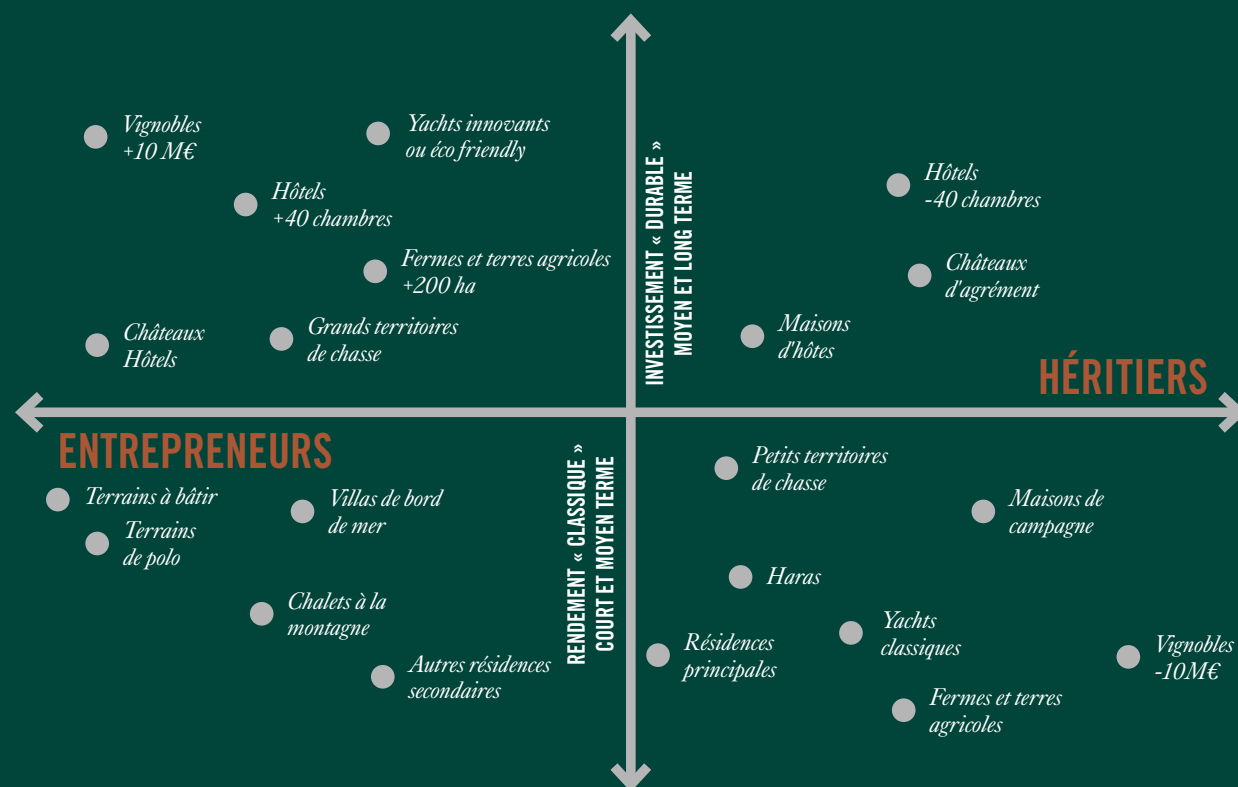 Vignobles
+10 M€
Yachts innovants
ou éco friendly
Hôtels
+40 chambres
Fermes et terres agricoles
+200 ha
Châteaux
Hôtels
Grands territoires
de chasse
INVESTISSEMENT « DURABLE »
MOYEN ET LONG TERME
Hôtels
-40 chambres
Châteaux
d'agrément
Maisons
d'hôtes
HÉRITIERS
ENTREPRENEURS
Terrains à bâtir
Terrains
de polo
Villas de bord
de mer
Chalets à la
montagne
Autres résidences
secondaires
RENDEMENT « CLASSIQUE »
COURT ET MOYEN TERME
Petits territoires
de chasse
Maisons de
campagne
Haras
Résidences
principales
Yachts
classiques
Vignobles
-10M€
Fermes et terres
agricoles